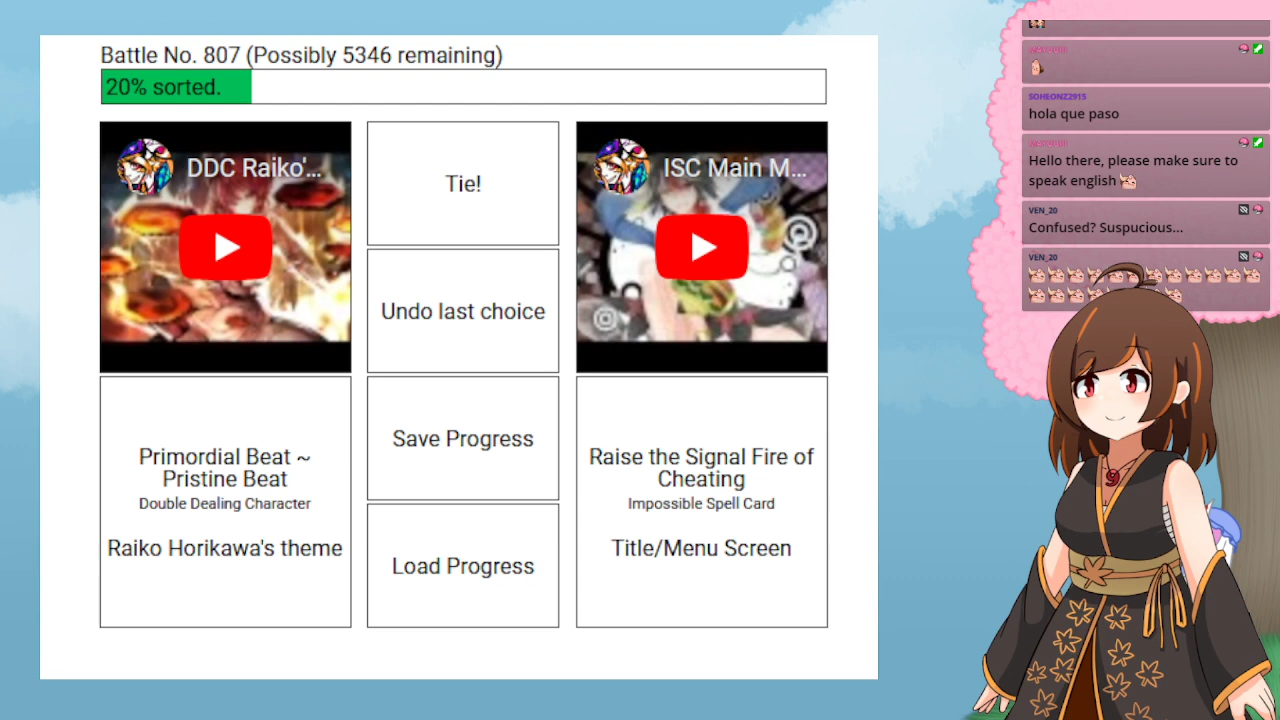 Battle No. 807 (Possibly 5346 remaining)
20% sorted.
DDC Raiko'...
Tie!
ISC Main M...
Undo last choice
Save Progress
Load Progress
Primordial Beat ~
Pristine Beat
Double Dealing Character
Raiko Horikawa's theme
Raise the Signal Fire of
Cheating
Impossible Spell Card
Title/Menu Screen
SOHEONZ2915
hola que paso
Hello there, please make sure to
speak english
VEN_20
Confused? Suspucious...
VEN_20
9